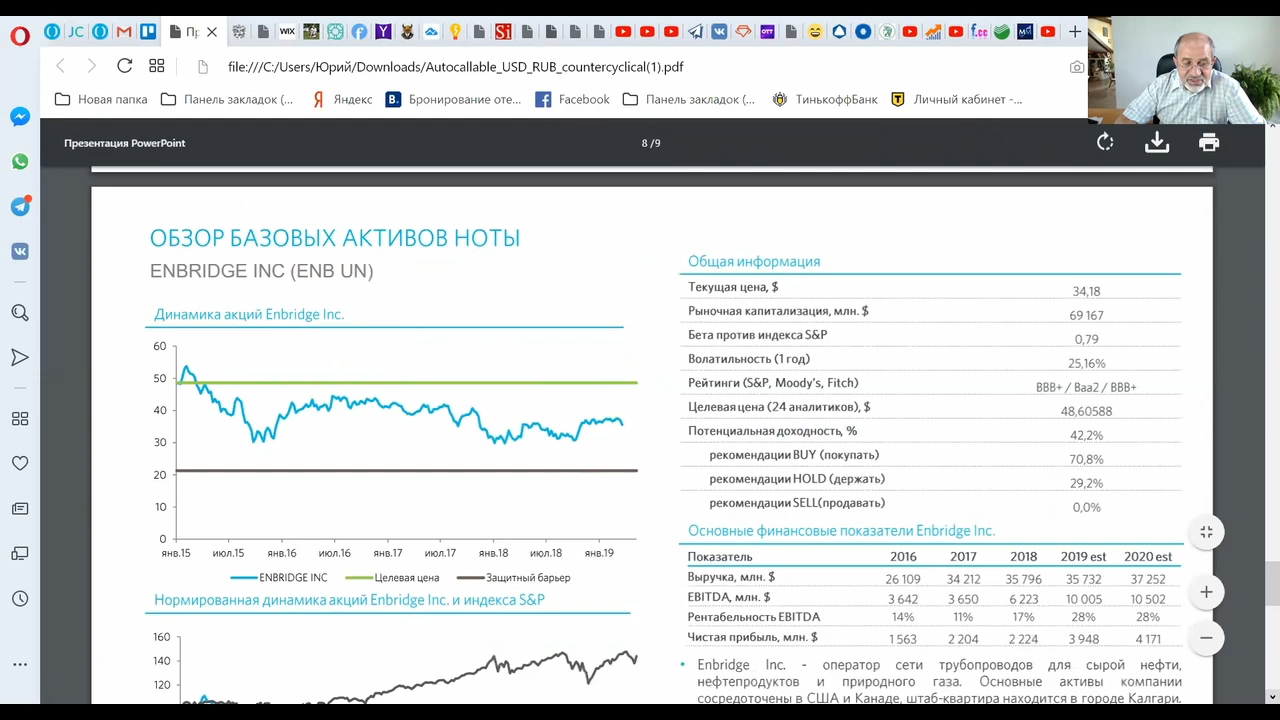 Пр
JC
WIX
Si
ОТТ
f.cc
МЛ
file:///C:/Users/Юрий/Downloads/Autocallable_USD_RUB_countercyclical(1).pdf
Новая папка
Панель закладок (...
Яндекс
Бронирование оте...
Facebook
Панель закладок (...
ТинькоффБанк
Личный кабинет -...
Презентация PowerPoint
8 /9
ОБЗОР БАЗОВЫХ АКТИВОВ НОТЫ
ENBRIDGE INC (ENB UN)
Динамика акций Enbridge Inc.
60
50
40
30
20
10
0
янв.15 июл.15 янв.16 июл.16 янв.17 июл.17 янв.18 июл.18 янв.19
ENBRIDGE INC Целевая цена Защитный барьер
Нормированная динамика акций Enbridge Inc. и индекса S&P
160
140
120
Общая информация
Текущая цена, $ 34,18
Рыночная капитализация, млн. $ 69 167
Бета против индекса S&P 0,79
Волатильность (1 год) 25,16%
Рейтинги (S&P, Moody's, Fitch) BBB+ / Baa2 / BBB+
Целевая цена (24 аналитиков), $ 48,60588
Потенциальная доходность, % 42,2%
рекомендации BUY (покупать) 70,8%
рекомендации HOLD (держать) 29,2%
рекомендации SELL(продавать) 0,0%
Основные финансовые показатели Enbridge Inc.
Показатель 2016 2017 2018 2019 est 2020 est
Выручка, млн. $ 26 109 34 212 35 796 35 732 37 252
EBITDA, млн. $ 3 642 3 650 6 223 10 005 10 502
Рентабельность EBITDA 14% 11% 17% 28% 28%
Чистая прибыль, млн. $ 1 563 2 204 2 224 3 948 4 171
• Enbridge Inc. - оператор сети трубопроводов для сырой нефти,
нефтепродуктов и природного газа. Основные активы компании
сосредоточены в США и Канаде, штаб-квартира находится в городе Калгари.